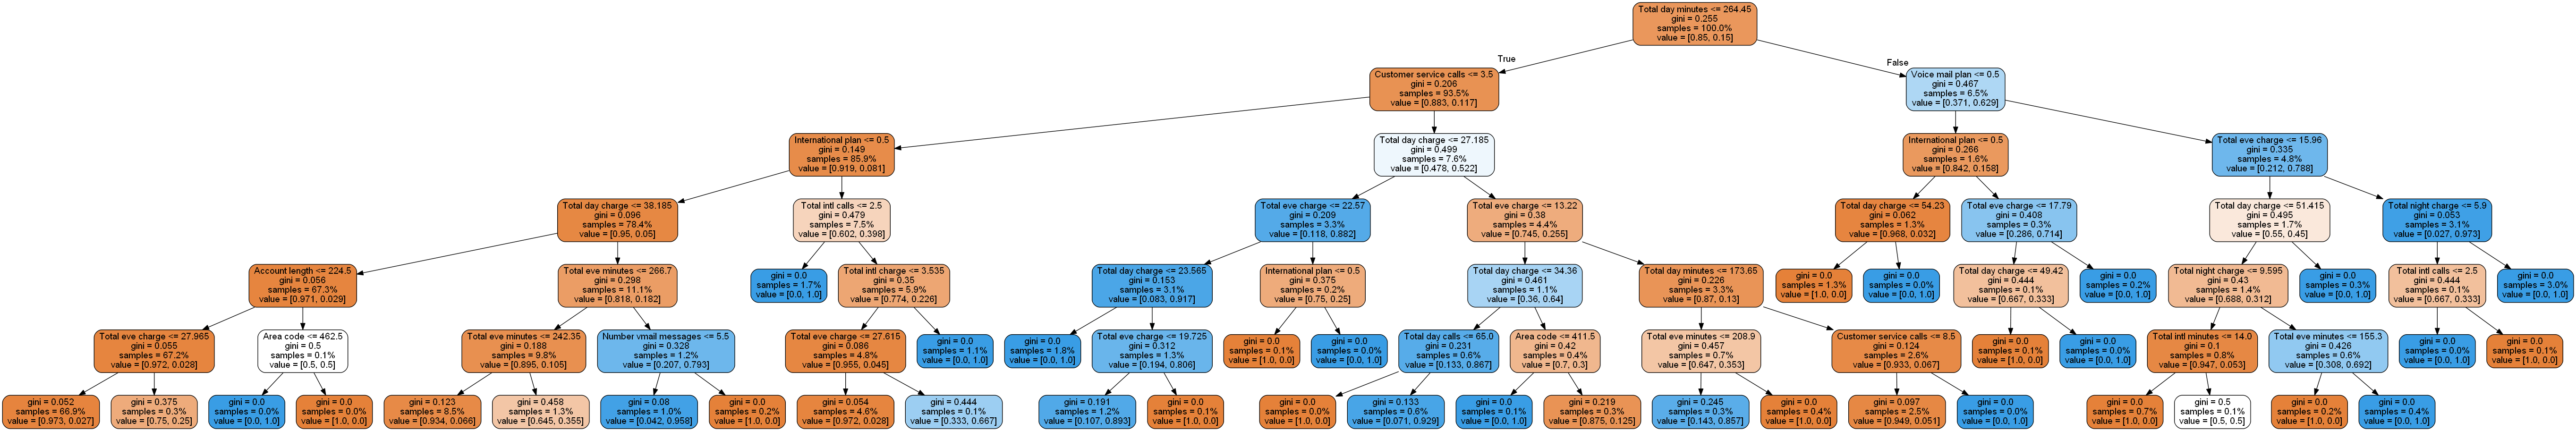 Total day minutes <= 264.45
gini = 0.255
samples = 100.0%
value = [0.85, 0.15]
True
False
Customer service calls <= 3.5
gini = 0.206
samples = 93.5%
value = [0.883, 0.117]
Voice mail plan <= 0.5
gini = 0.467
samples = 6.5%
value = [0.371, 0.629]
International plan <= 0.5
gini = 0.149
samples = 85.9%
value = [0.919, 0.081]
Total day charge <= 27.185
gini = 0.499
samples = 7.6%
value = [0.478, 0.522]
International plan <= 0.5
gini = 0.266
samples = 1.6%
value = [0.842, 0.158]
Total eve charge <= 15.96
gini = 0.335
samples = 4.8%
value = [0.212, 0.788]
Total day charge <= 38.185
gini = 0.096
samples = 78.4%
value = [0.95, 0.05]
Total intl calls <= 2.5
gini = 0.479
samples = 7.5%
value = [0.602, 0.398]
Total eve charge <= 22.57
gini = 0.209
samples = 3.3%
value = [0.118, 0.882]
Total eve charge <= 13.22
gini = 0.38
samples = 4.4%
value = [0.745, 0.255]
Total day charge <= 54.23
gini = 0.062
samples = 1.3%
value = [0.968, 0.032]
Total eve charge <= 17.79
gini = 0.408
samples = 0.3%
value = [0.286, 0.714]
Total day charge <= 51.415
gini = 0.495
samples = 1.7%
value = [0.55, 0.45]
Total night charge <= 5.9
gini = 0.053
samples = 3.1%
value = [0.027, 0.973]
Account length <= 224.5
gini = 0.056
samples = 67.3%
value = [0.971, 0.029]
Total eve minutes <= 266.7
gini = 0.298
samples = 11.1%
value = [0.818, 0.182]
gini = 0.0
samples = 1.7%
value = [0.0, 1.0]
Total intl charge <= 3.535
gini = 0.35
samples = 5.9%
value = [0.774, 0.226]
Total day charge <= 23.565
gini = 0.153
samples = 3.1%
value = [0.083, 0.917]
International plan <= 0.5
gini = 0.375
samples = 0.2%
value = [0.75, 0.25]
Total day charge <= 34.36
gini = 0.461
samples = 1.1%
value = [0.36, 0.64]
Total day minutes <= 173.65
gini = 0.226
samples = 3.3%
value = [0.87, 0.13]
gini = 0.0
samples = 1.3%
value = [1.0, 0.0]
gini = 0.0
samples = 0.0%
value = [0.0, 1.0]
Total day charge <= 49.42
gini = 0.444
samples = 0.1%
value = [0.667, 0.333]
gini = 0.0
samples = 0.2%
value = [0.0, 1.0]
Total night charge <= 9.595
gini = 0.43
samples = 1.4%
value = [0.688, 0.312]
gini = 0.0
samples = 0.3%
value = [0.0, 1.0]
Total intl calls <= 2.5
gini = 0.444
samples = 0.1%
value = [0.667, 0.333]
gini = 0.0
samples = 3.0%
value = [0.0, 1.0]
Total eve charge <= 27.965
gini = 0.055
samples = 67.2%
value = [0.972, 0.028]
Area code <= 462.5
gini = 0.5
samples = 0.1%
value = [0.5, 0.5]
Total eve minutes <= 242.35
gini = 0.188
samples = 9.8%
value = [0.895, 0.105]
Number vmail messages <= 5.5
gini = 0.328
samples = 1.2%
value = [0.207, 0.793]
Total eve charge <= 27.615
gini = 0.086
samples = 4.8%
value = [0.955, 0.045]
gini = 0.0
samples = 1.1%
value = [0.0, 1.0]
gini = 0.0
samples = 1.8%
value = [0.0, 1.0]
Total eve charge <= 19.725
gini = 0.312
samples = 1.3%
value = [0.194, 0.806]
gini = 0.0
samples = 0.1%
value = [1.0, 0.0]
gini = 0.0
samples = 0.0%
value = [0.0, 1.0]
Total day calls <= 65.0
gini = 0.231
samples = 0.6%
value = [0.133, 0.867]
Area code <= 411.5
gini = 0.42
samples = 0.4%
value = [0.7, 0.3]
Total eve minutes <= 208.9
gini = 0.457
samples = 0.7%
value = [0.647, 0.353]
Customer service calls <= 8.5
gini = 0.124
samples = 2.6%
value = [0.933, 0.067]
gini = 0.0
samples = 0.1%
value = [1.0, 0.0]
gini = 0.0
samples = 0.0%
value = [0.0, 1.0]
Total intl minutes <= 14.0
gini = 0.1
samples = 0.8%
value = [0.947, 0.053]
Total eve minutes <= 155.3
gini = 0.426
samples = 0.6%
value = [0.308, 0.692]
gini = 0.0
samples = 0.0%
value = [0.0, 1.0]
gini = 0.0
samples = 0.1%
value = [1.0, 0.0]
gini = 0.052
samples = 66.9%
value = [0.973, 0.027]
gini = 0.375
samples = 0.3%
value = [0.75, 0.25]
gini = 0.0
samples = 0.0%
value = [0.0, 1.0]
gini = 0.0
samples = 0.0%
value = [1.0, 0.0]
gini = 0.123
samples = 8.5%
value = [0.934, 0.066]
gini = 0.458
samples = 1.3%
value = [0.645, 0.355]
gini = 0.08
samples = 1.0%
value = [0.042, 0.958]
gini = 0.0
samples = 0.2%
value = [1.0, 0.0]
gini = 0.054
samples = 4.6%
value = [0.972, 0.028]
gini = 0.444
samples = 0.1%
value = [0.333, 0.667]
gini = 0.191
samples = 1.2%
value = [0.107, 0.893]
gini = 0.0
samples = 0.1%
value = [1.0, 0.0]
gini = 0.0
samples = 0.0%
value = [1.0, 0.0]
gini = 0.133
samples = 0.6%
value = [0.071, 0.929]
gini = 0.0
samples = 0.1%
value = [0.0, 1.0]
gini = 0.219
samples = 0.3%
value = [0.875, 0.125]
gini = 0.245
samples = 0.3%
value = [0.143, 0.857]
gini = 0.0
samples = 0.4%
value = [1.0, 0.0]
gini = 0.097
samples = 2.5%
value = [0.949, 0.051]
gini = 0.0
samples = 0.0%
value = [0.0, 1.0]
gini = 0.0
samples = 0.7%
value = [1.0, 0.0]
gini = 0.5
samples = 0.1%
value = [0.5, 0.5]
gini = 0.0
samples = 0.2%
value = [1.0, 0.0]
gini = 0.0
samples = 0.4%
value = [0.0, 1.0]